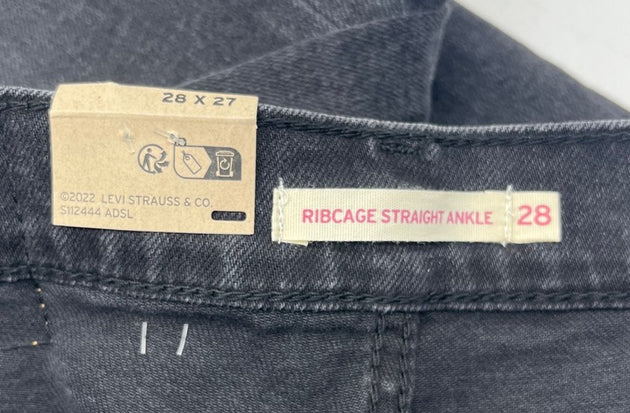 28 X 27
©2022 LEVI STRAUSS & CO.
S112444 ADSL
RIBCAGE STRAIGHT ANKLE 28